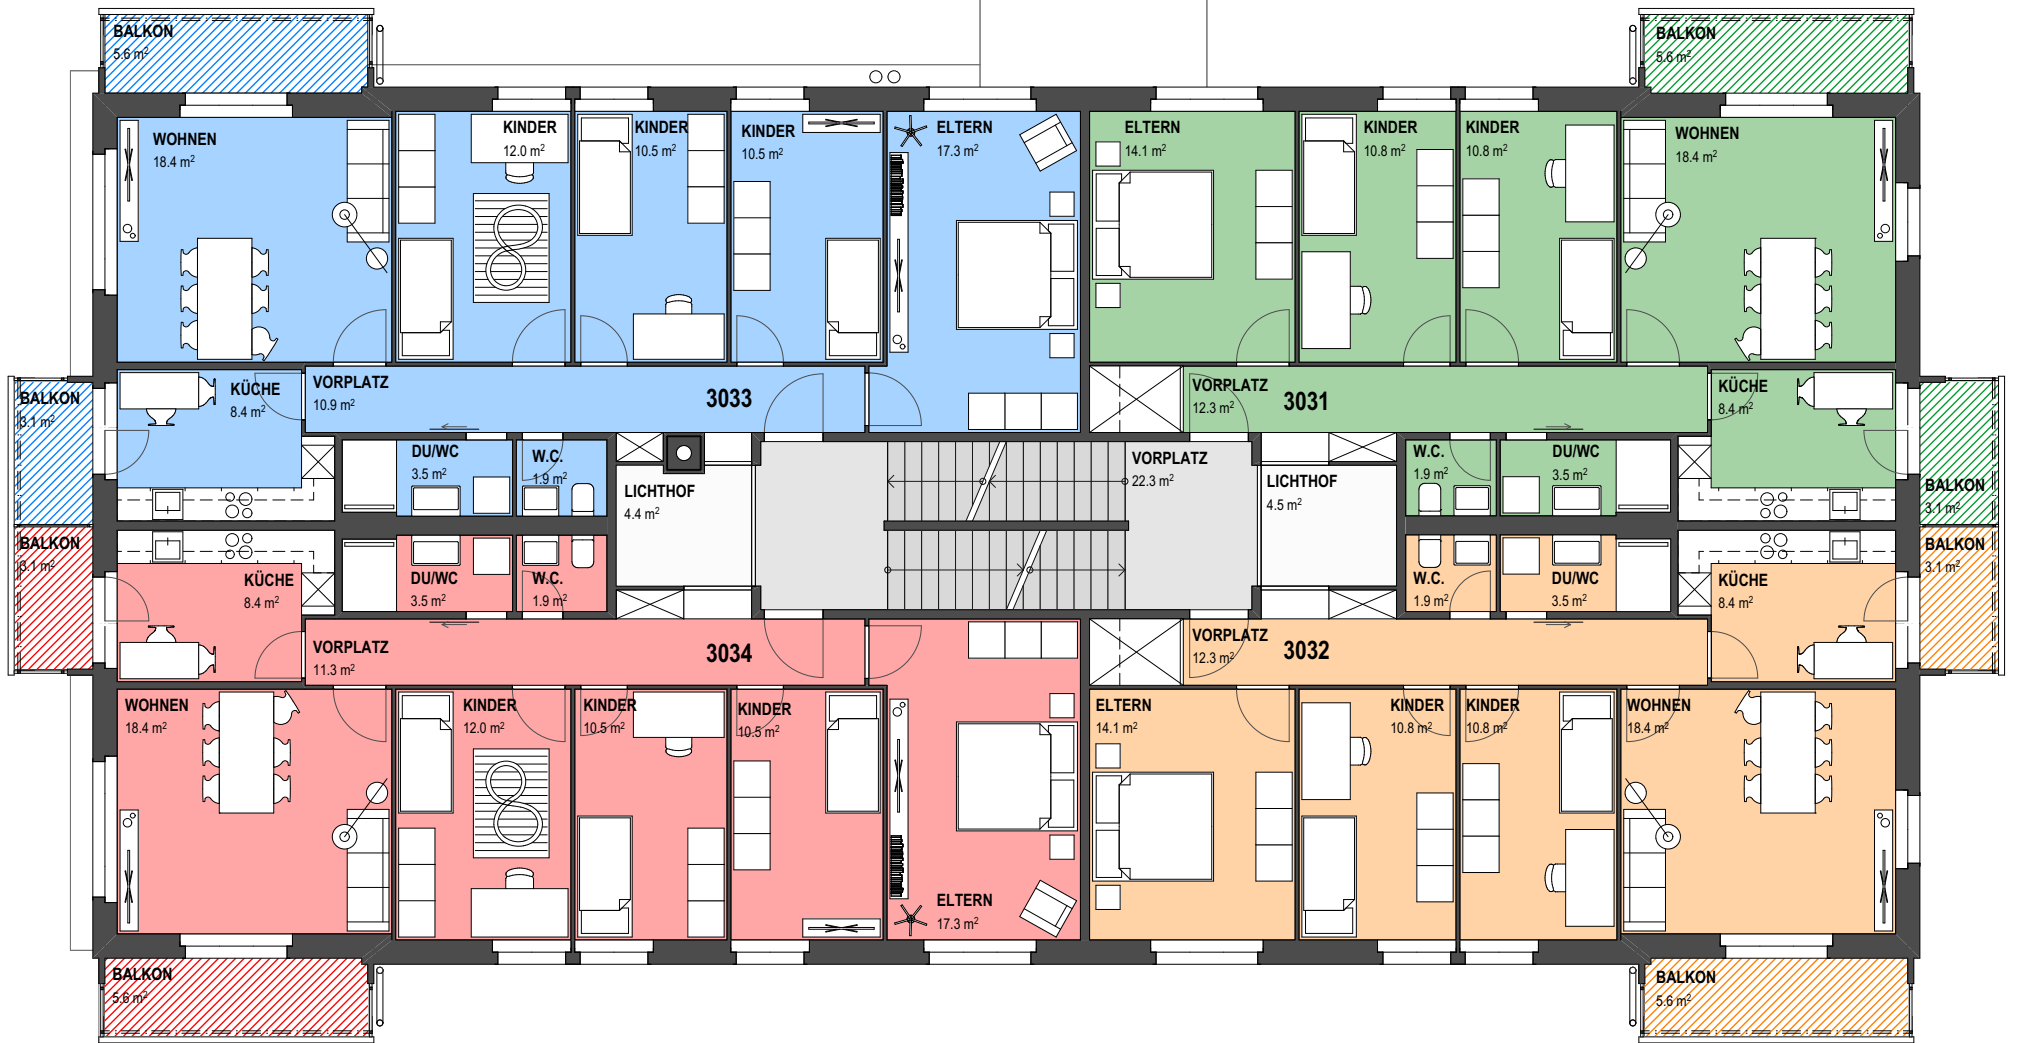 BALKON
5.6 m²
BALKON
5.6 m²
WOHNEN
18.4 m²
KINDER
12.0 m²
KINDER
10.5 m²
KINDER
10.5 m²
ELTERN
17.3 m²
ELTERN
14.1 m²
KINDER
10.8 m²
KINDER
10.8 m²
WOHNEN
18.4 m²
BALKON
3.1 m²
KÜCHE
8.4 m²
VORPLATZ
10.9 m²
3033
VORPLATZ
12.3 m²
3031
KÜCHE
8.4 m²
DU/WC
3.5 m²
W.C.
1.9 m²
LICHTHOF
4.4 m²
VORPLATZ
22.3 m²
LICHTHOF
4.5 m²
W.C.
1.9 m²
DU/WC
3.5 m²
BALKON
3.1 m²
BALKON
3.1 m²
KÜCHE
8.4 m²
DU/WC
3.5 m²
W.C.
1.9 m²
W.C.
1.9 m²
DU/WC
3.5 m²
KÜCHE
8.4 m²
BALKON
3.1 m²
VORPLATZ
11.3 m²
3034
VORPLATZ
12.3 m²
3032
WOHNEN
18.4 m²
KINDER
12.0 m²
KINDER
10.5 m²
KINDER
10.5 m²
ELTERN
14.1 m²
KINDER
10.8 m²
KINDER
10.8 m²
WOHNEN
18.4 m²
ELTERN
17.3 m²
BALKON
5.6 m²
BALKON
5.6 m²